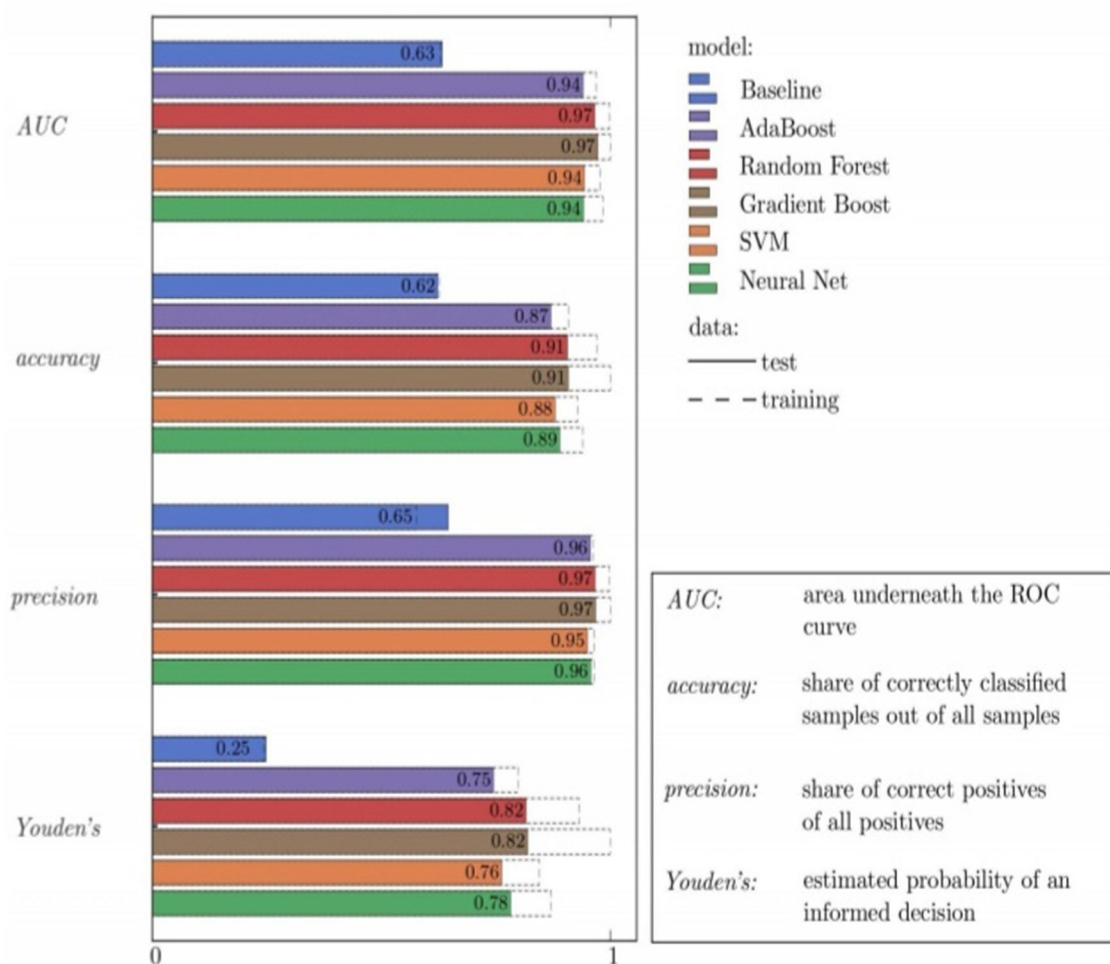 AUC
0.63
0.94
0.97
0.97
0.94
0.94
accuracy
0.62
0.87
0.91
0.91
0.88
0.89
precision
0.65
0.96
0.97
0.97
0.95
0.96
Youden's
0.25
0.75
0.82
0.82
0.76
0.78
0
1
model:
Baseline
AdaBoost
Random Forest
Gradient Boost
SVM
Neural Net
data:
test
training
AUC: area underneath the ROC
curve
accuracy: share of correctly classified
samples out of all samples
precision: share of correct positives
of all positives
Youden's: estimated probability of an
informed decision